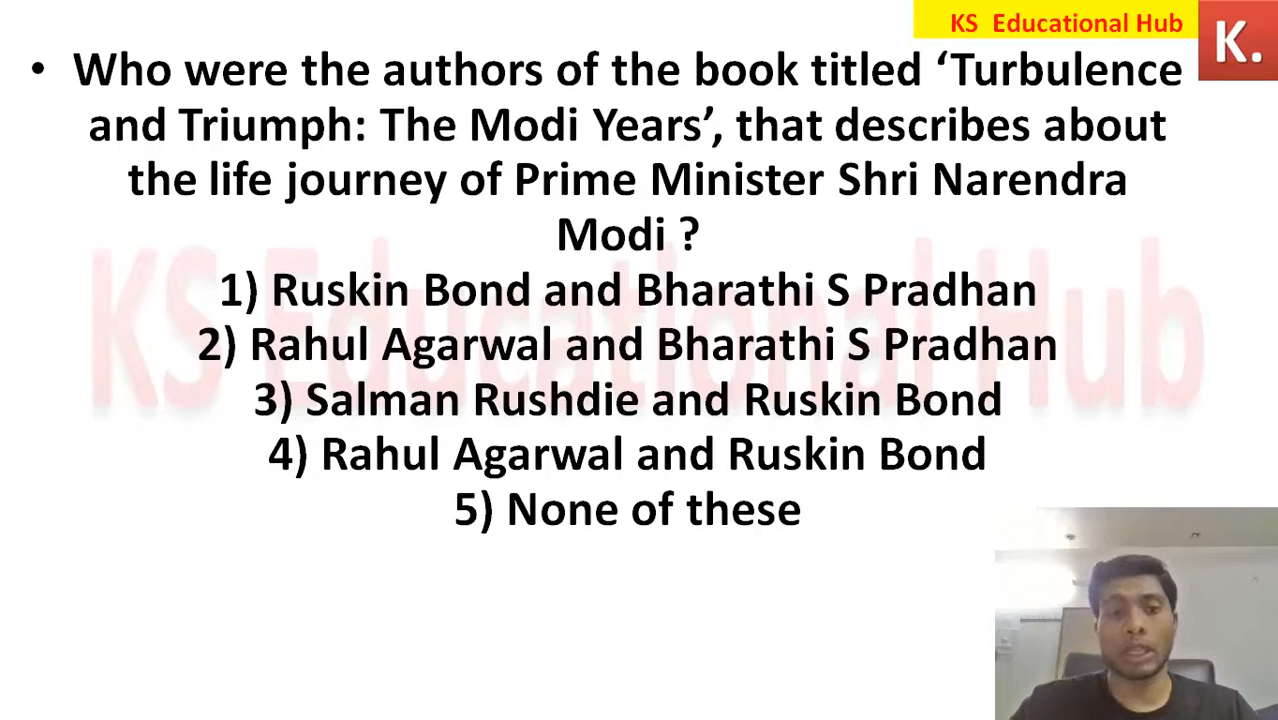 KS Educational Hub
K.
• Who were the authors of the book titled ‘Turbulence
and Triumph: The Modi Years’, that describes about
the life journey of Prime Minister Shri Narendra
Modi ?
1) Ruskin Bond and Bharathi S Pradhan
2) Rahul Agarwal and Bharathi S Pradhan
3) Salman Rushdie and Ruskin Bond
4) Rahul Agarwal and Ruskin Bond
5) None of these
KS Educational Hub